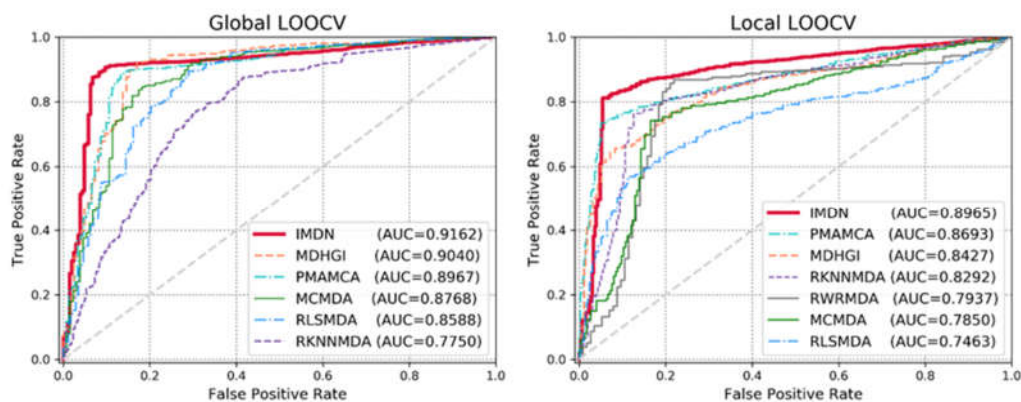 Global LOOCV
1.0
0.8
0.6
0.4
0.2
0.0
True Positive Rate
IMDN (AUC=0.9162)
MDHGI (AUC=0.9040)
PMAMCA (AUC=0.8967)
MCMDA (AUC=0.8768)
RLSMDA (AUC=0.8588)
RKNNMDA (AUC=0.7750)
0.0 0.2 0.4 0.6 0.8 1.0
False Positive Rate
Local LOOCV
1.0
0.8
0.6
0.4
0.2
0.0
True Positive Rate
IMDN (AUC=0.8965)
PMAMCA (AUC=0.8693)
MDHGI (AUC=0.8427)
RKNNMDA (AUC=0.8292)
RWRMDA (AUC=0.7937)
MCMDA (AUC=0.7850)
RLSMDA (AUC=0.7463)
0.0 0.2 0.4 0.6 0.8 1.0
False Positive Rate